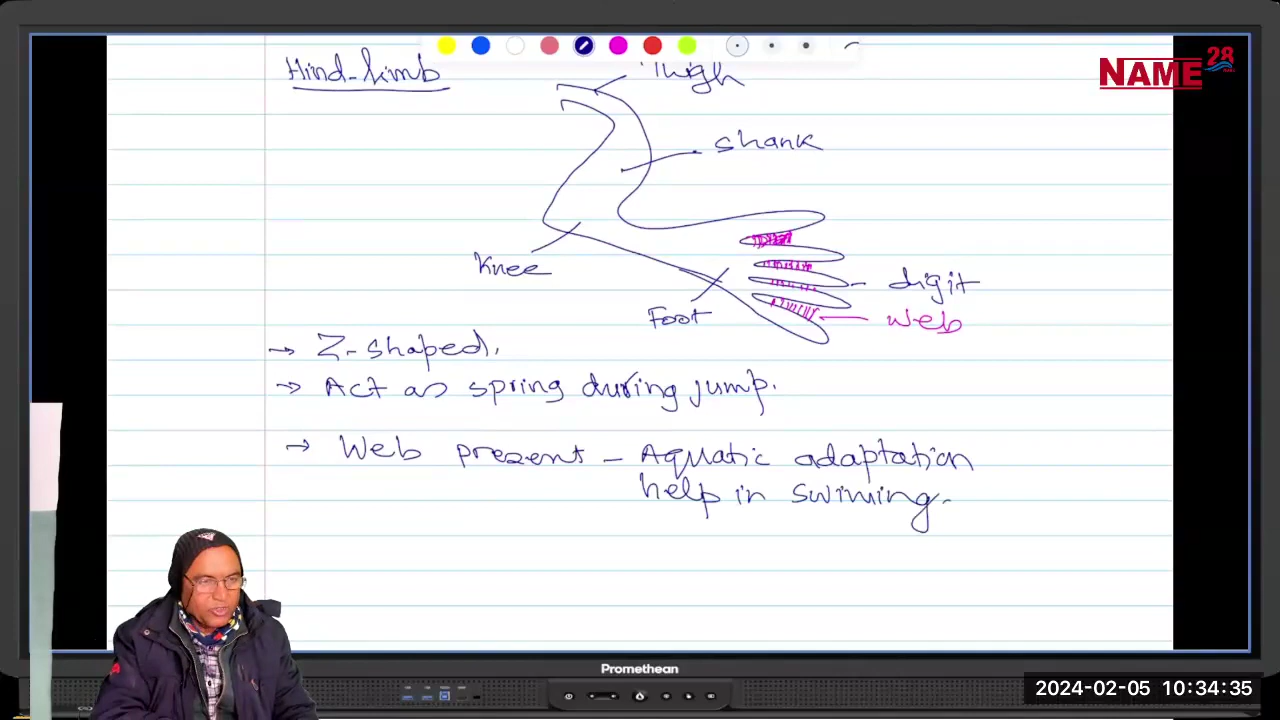 Hind-limb
Thigh
NAME 28
shank
Knee
digit
Foot
Web
→ Z-shaped.
→ Act as spring during jump.
→ Web present - Aquatic adaptation
help in swiming.
Promethean
2024-02-05 10:34:35